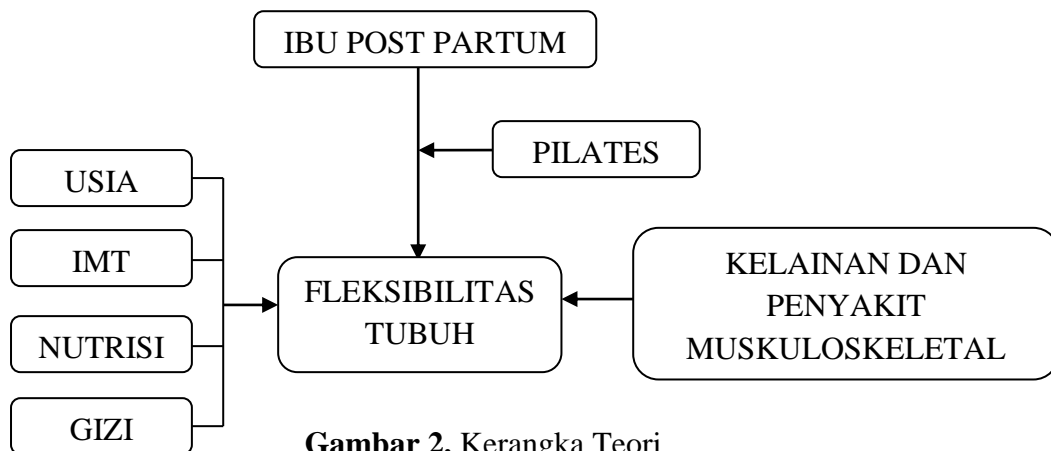 IBU POST PARTUM
PILATES
USIA
IMT
NUTRISI
GIZI
FLEKSIBILITAS
TUBUH
KELAINAN DAN
PENYAKIT
MUSKULOSKELETAL
Gambar 2. Kerangka Teori